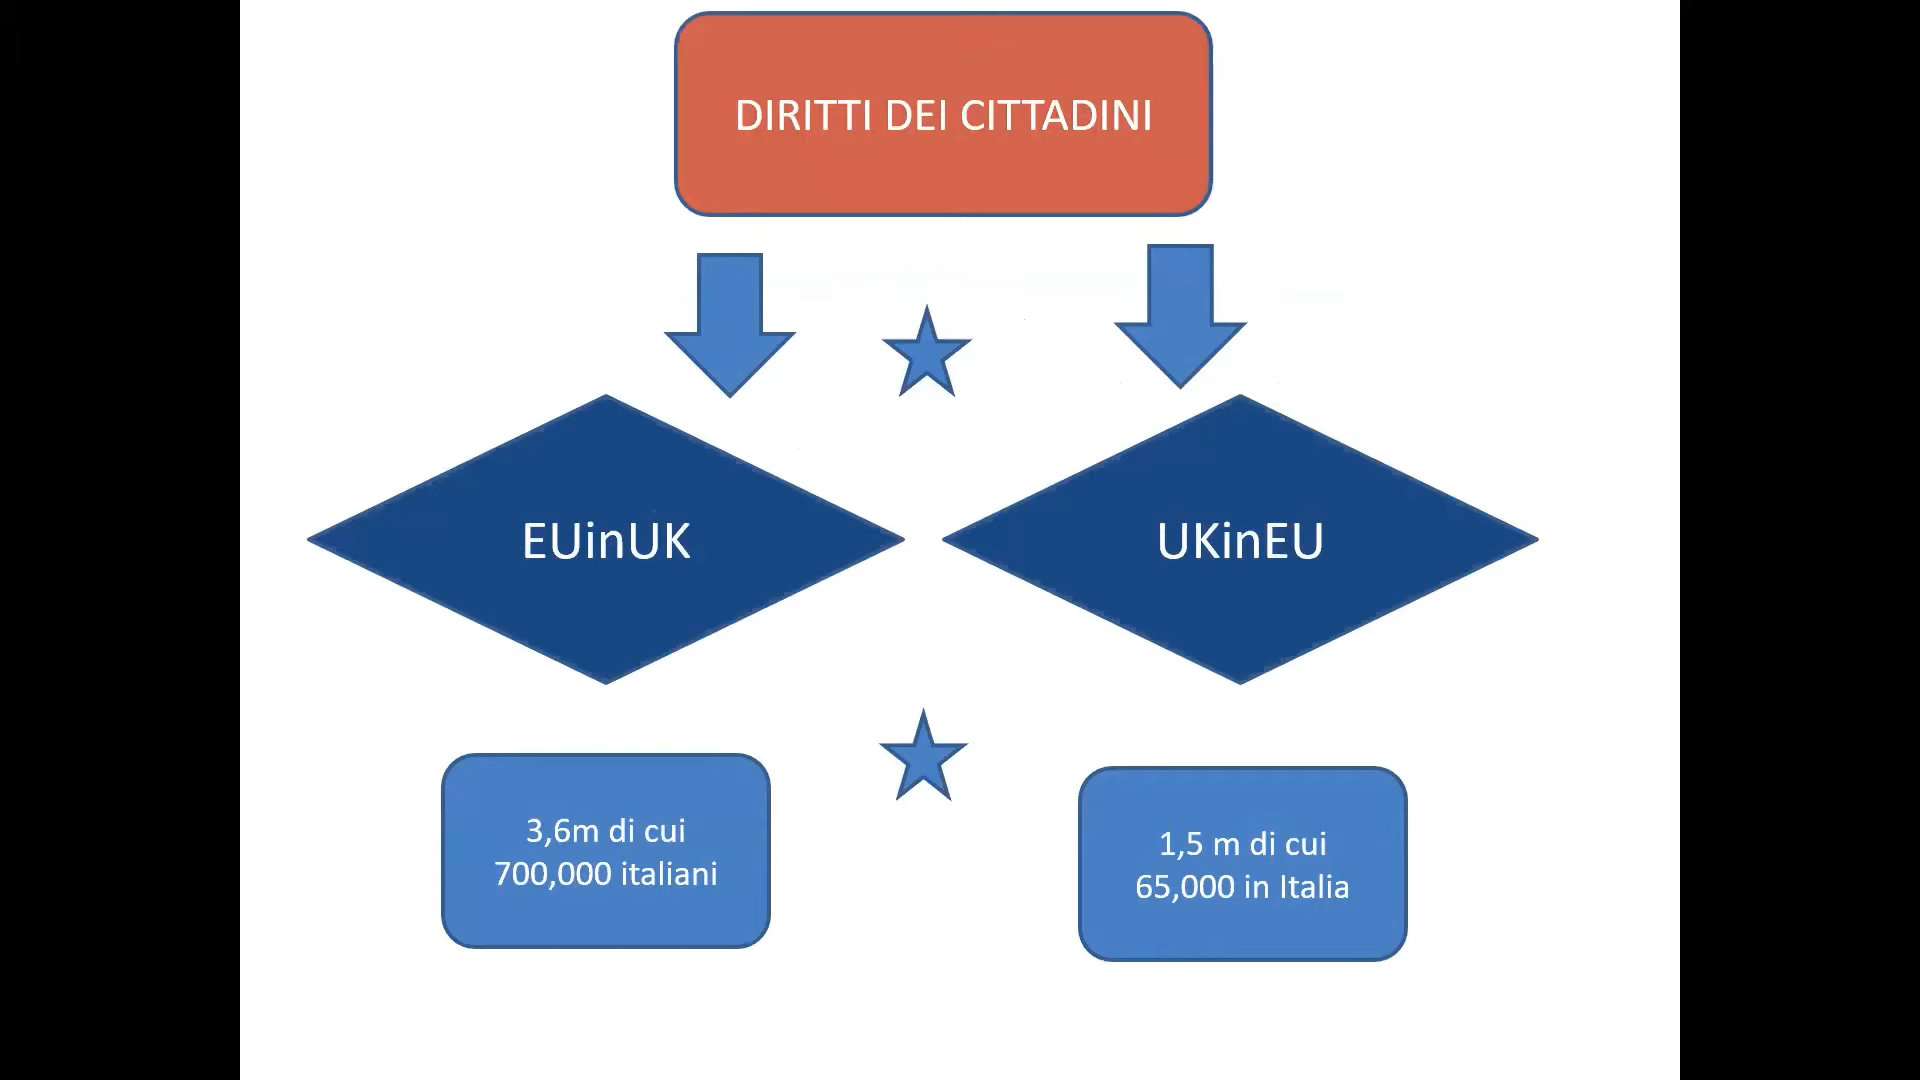 DIRITTI DEI CITTADINI
EUinUK
UKinEU
3,6m di cui
700,000 italiani
1,5 m di cui
65,000 in Italia